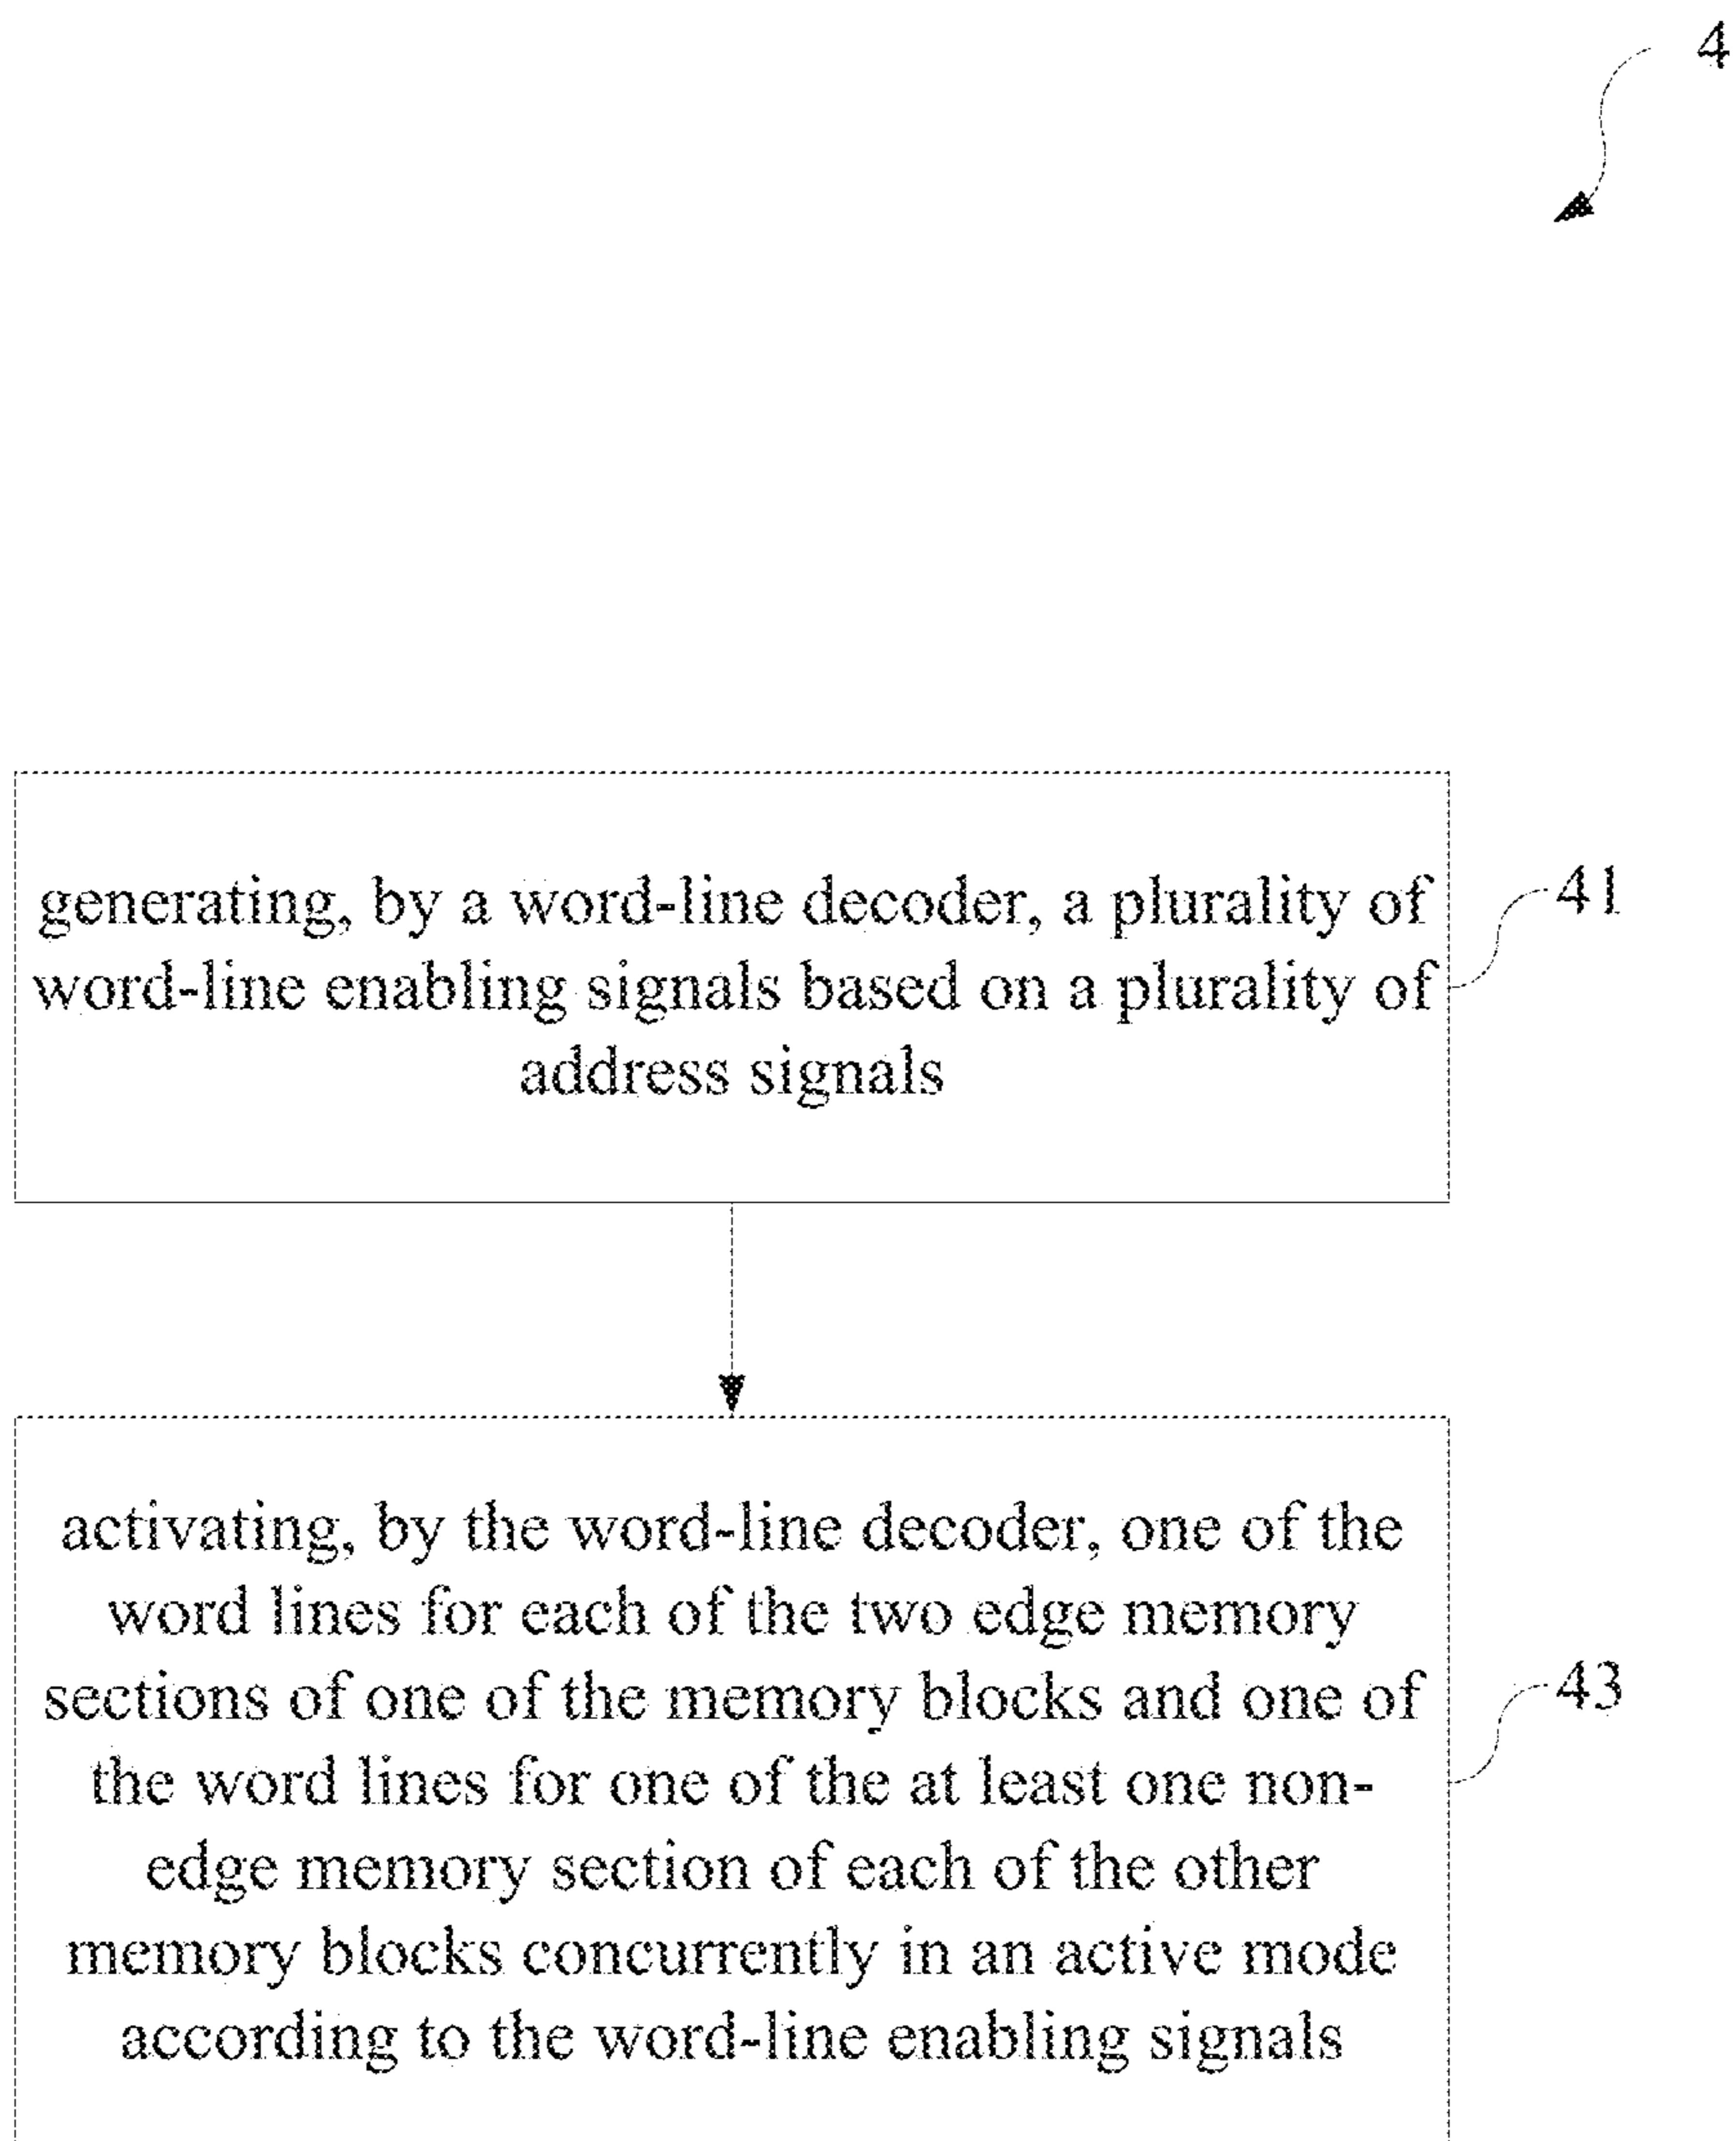 4
generating, by a word-line decoder, a plurality of
word-line enabling signals based on a plurality of
address signals
41
activating, by the word-line decoder, one of the
word lines for each of the two edge memory
sections of one of the memory blocks and one of
the word lines for one of the at least one non-
edge memory section of each of the other
memory blocks concurrently in an active mode
according to the word-line enabling signals
43